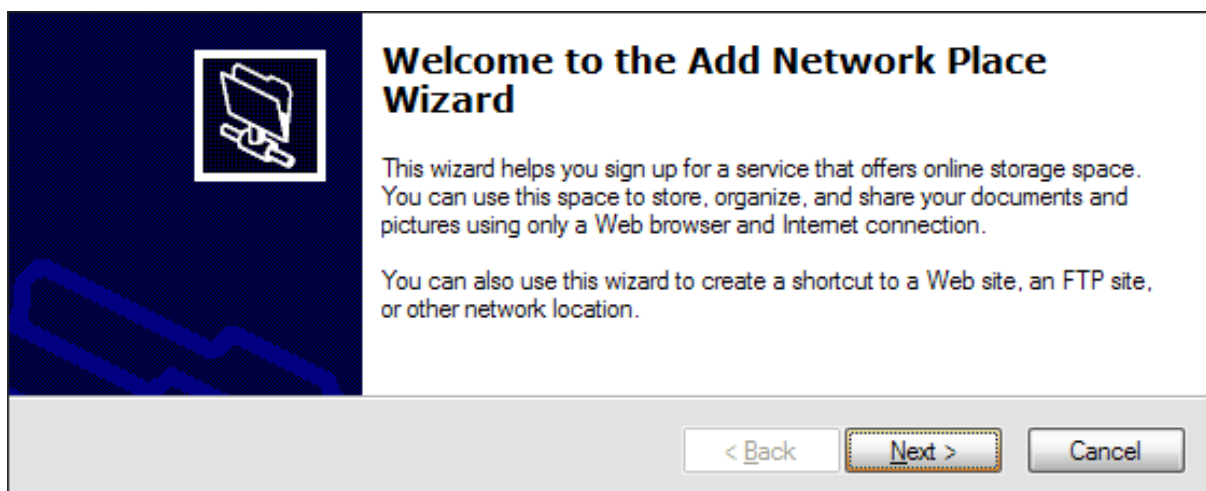 Welcome to the Add Network Place
Wizard
This wizard helps you sign up for a service that offers online storage space.
You can use this space to store, organize, and share your documents and
pictures using only a Web browser and Internet connection.
You can also use this wizard to create a shortcut to a Web site, an FTP site,
or other network location.
< Back Next > Cancel